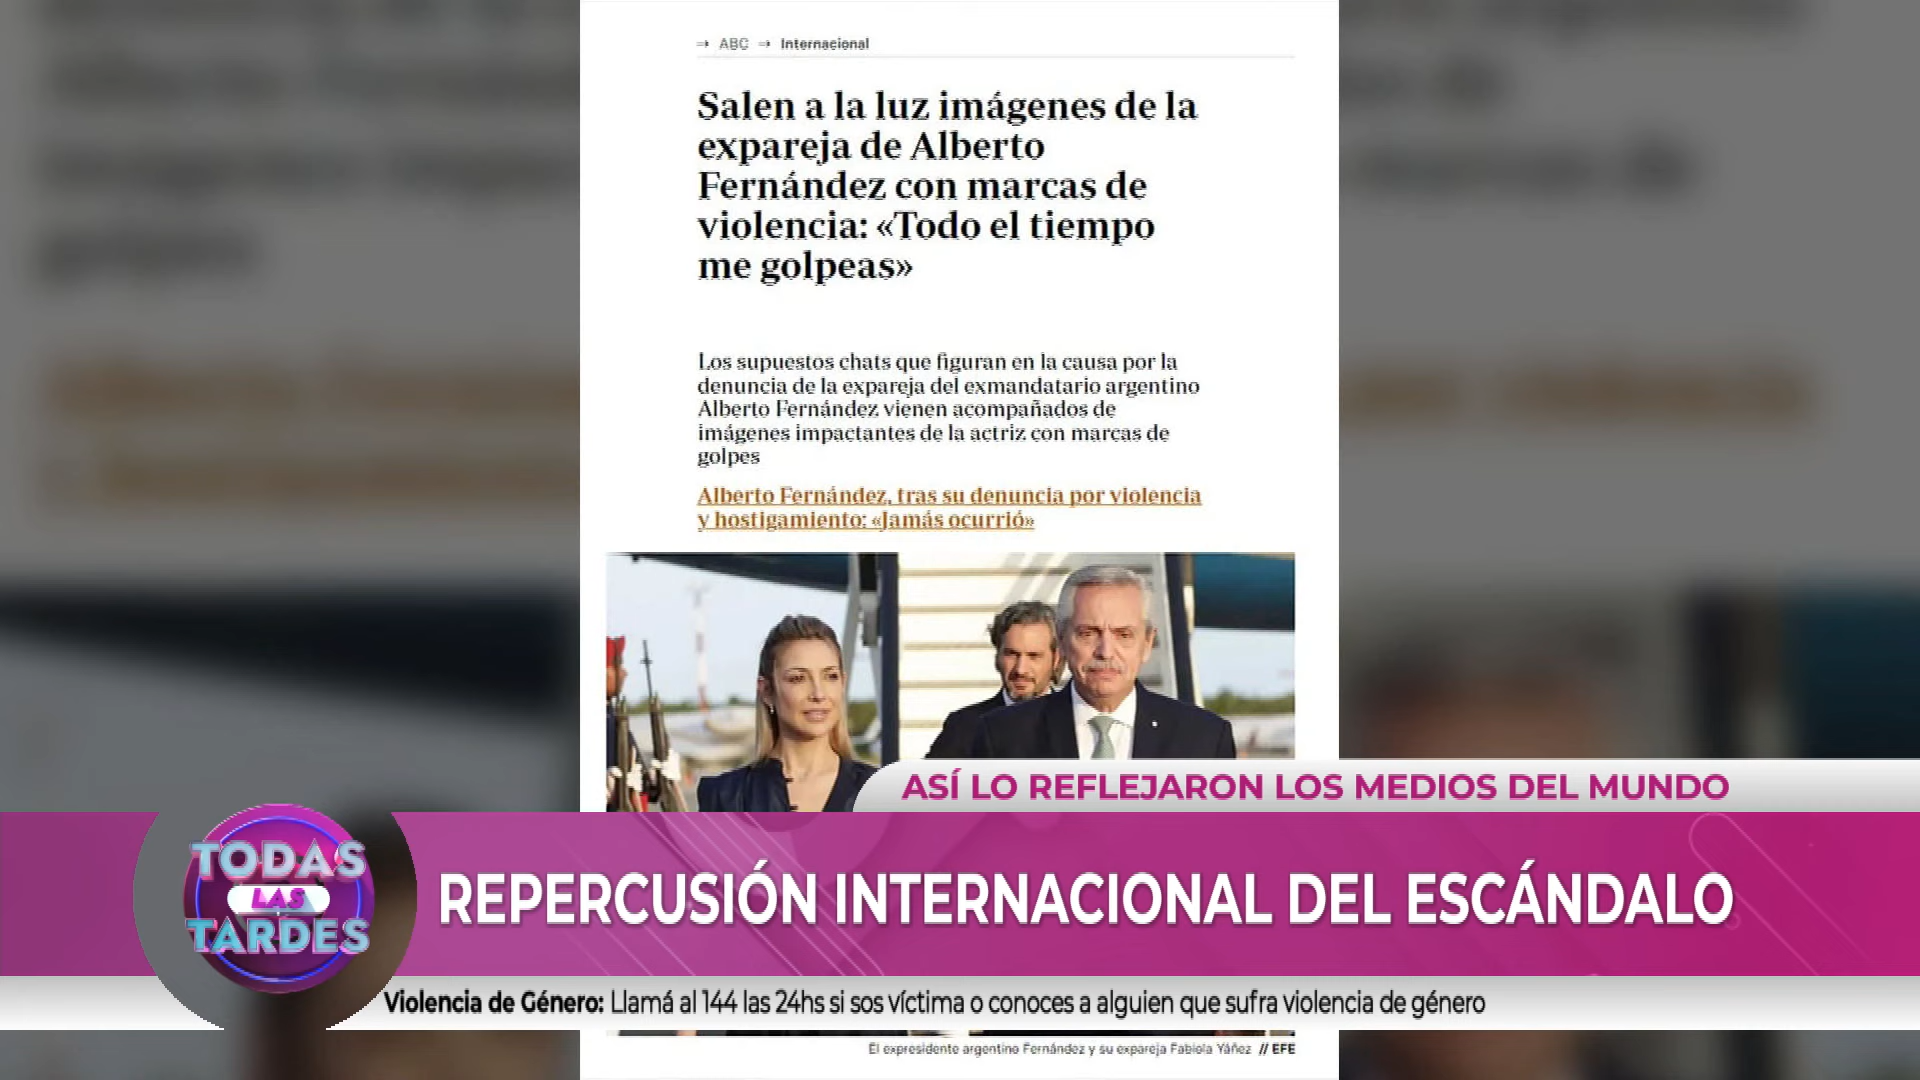 → ABC → Internacional
Salen a la luz imágenes de la
expareja de Alberto
Fernández con marcas de
violencia: «Todo el tiempo
me golpeas»
Los supuestos chats que figuran en la causa por la
denuncia de la expareja del exmandatario argentino
Alberto Fernández vienen acompañados de
imágenes impactantes de la actriz con marcas de
golpes
Alberto Fernández, tras su denuncia por violencia
y hostigamiento: «Jamás ocurrió»
ASÍ LO REFLEJARON LOS MEDIOS DEL MUNDO
TODAS
LAS
TARDES
REPERCUSIÓN INTERNACIONAL DEL ESCÁNDALO
Violencia de Género: Llamá al 144 las 24hs si sos víctima o conoces a alguien que sufra violencia de género
El expresidente argentino Fernández y su expareja Fabiola Yáñez // EFE